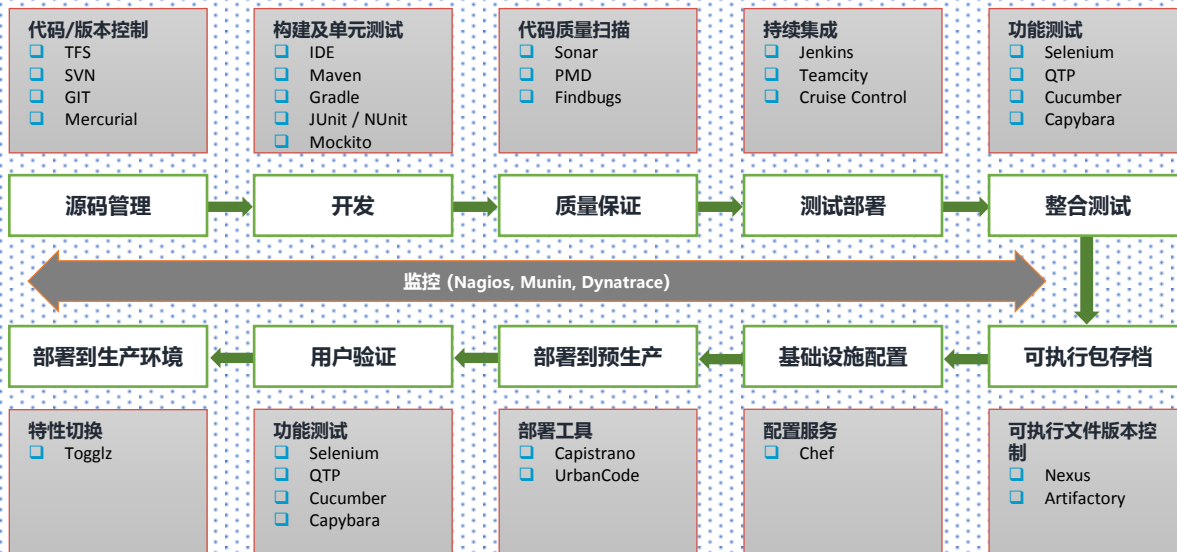 代码/版本控制
TFS
SVN
GIT
Mercurial
构建及单元测试
IDE
Maven
Gradle
JUnit / NUnit
Mockito
代码质量扫描
Sonar
PMD
Findbugs
持续集成
Jenkins
Teamcity
Cruise Control
功能测试
Selenium
QTP
Cucumber
Capybara
源码管理
开发
质量保证
测试部署
整合测试
监控 (Nagios, Munin, Dynatrace)
部署到生产环境
用户验证
部署到预生产
基础设施配置
可执行包存档
特性切换
Togglz
功能测试
Selenium
QTP
Cucumber
Capybara
部署工具
Capistrano
UrbanCode
配置服务
Chef
可执行文件版本控
制
Nexus
Artifactory